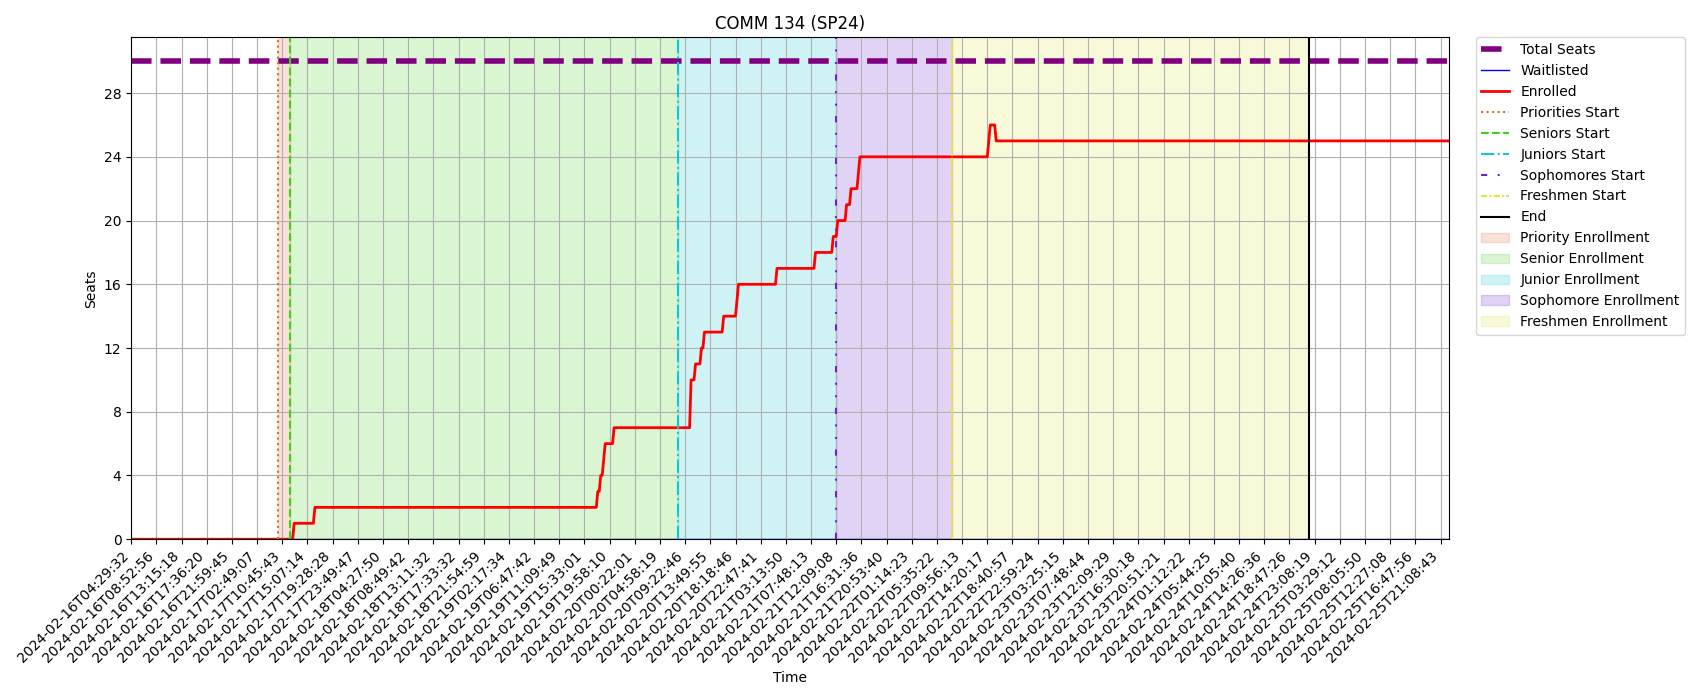 COMM 134 (SP24)
Total Seats
Waitlisted
Enrolled
Priorities Start
Seniors Start
Juniors Start
Sophomores Start
Freshmen Start
End
Priority Enrollment
Senior Enrollment
Junior Enrollment
Sophomore Enrollment
Freshmen Enrollment
Seats
28
24
20
16
12
8
4
0
2024-02-16T04:29:32
2024-02-16T08:52:56
2024-02-16T13:15:18
2024-02-16T17:36:20
2024-02-16T21:59:45
2024-02-17T02:49:07
2024-02-17T10:45:43
2024-02-17T15:07:14
2024-02-17T19:28:28
2024-02-17T23:49:47
2024-02-18T04:27:50
2024-02-18T08:49:42
2024-02-18T13:11:32
2024-02-18T17:33:32
2024-02-18T21:54:59
2024-02-19T02:17:34
2024-02-19T06:47:42
2024-02-19T11:09:49
2024-02-19T15:33:01
2024-02-19T19:58:10
2024-02-20T00:22:01
2024-02-20T04:58:19
2024-02-20T09:22:46
2024-02-20T13:49:55
2024-02-20T18:18:46
2024-02-20T22:47:41
2024-02-21T03:13:50
2024-02-21T07:48:13
2024-02-21T12:09:08
2024-02-21T16:31:36
2024-02-21T20:53:40
2024-02-22T01:14:23
2024-02-22T05:35:22
2024-02-22T09:56:13
2024-02-22T14:20:17
2024-02-22T18:40:57
2024-02-22T22:59:24
2024-02-23T03:25:15
2024-02-23T07:48:44
2024-02-23T12:09:29
2024-02-23T16:30:18
2024-02-23T20:51:21
2024-02-24T01:12:22
2024-02-24T05:44:25
2024-02-24T10:05:40
2024-02-24T14:26:36
2024-02-24T18:47:26
2024-02-24T23:08:19
2024-02-25T03:29:12
2024-02-25T08:05:50
2024-02-25T12:27:08
2024-02-25T16:47:56
2024-02-25T21:08:43
Time